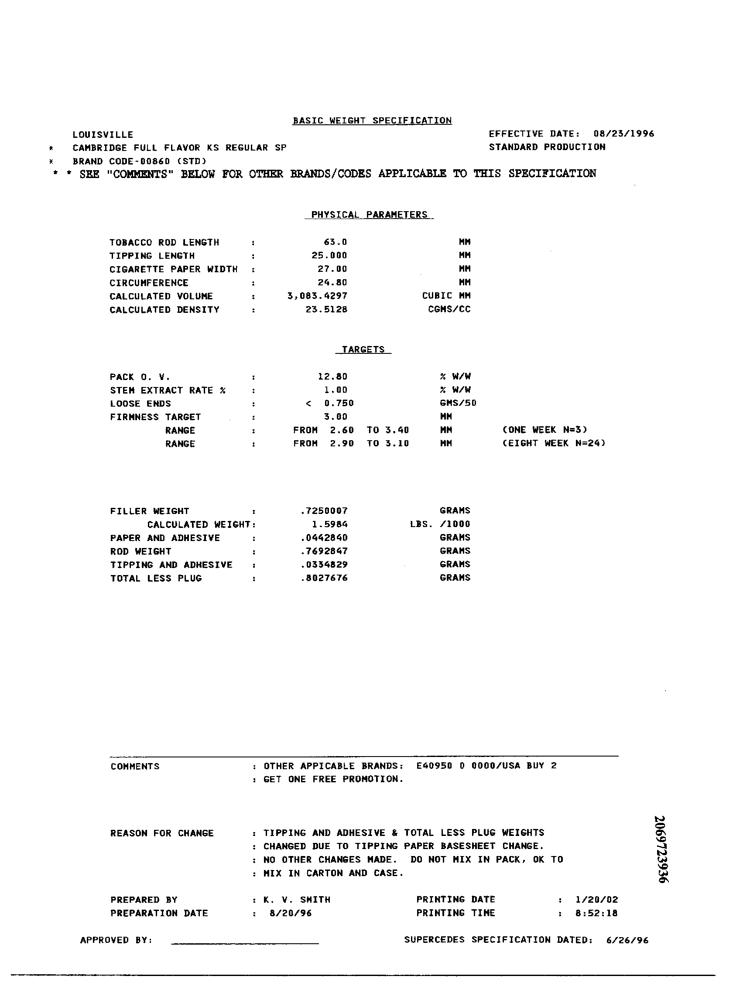 BASIC WEIGHT SPECIFICATION
LOUISVILLE EFFECTIVE DATE: 08/23/1996
* CAMBRIDGE FULL FLAVOR KS REGULAR SP STANDARD PRODUCTION
* BRAND CODE-00860 (STD)
* * SEE "COMMENTS" BELOW FOR OTHER BRANDS/CODES APPLICABLE TO THIS SPECIFICATION
PHYSICAL PARAMETERS
TOBACCO ROD LENGTH : 63.0 MM
TIPPING LENGTH : 25.000 MM
CIGARETTE PAPER WIDTH : 27.00 MM
CIRCUMFERENCE : 24.80 MM
CALCULATED VOLUME : 3,083.4297 CUBIC MM
CALCULATED DENSITY : 23.5128 CGMS/CC
TARGETS
PACK O. V. : 12.80 % W/W
STEM EXTRACT RATE % : 1.00 % W/W
LOOSE ENDS : < 0.750 GMS/50
FIRMNESS TARGET : 3.00 MM
RANGE : FROM 2.60 TO 3.40 MM (ONE WEEK N=3)
RANGE : FROM 2.90 TO 3.10 MM (EIGHT WEEK N=24)
FILLER WEIGHT : .7250007 GRAMS
CALCULATED WEIGHT: 1.5984 LBS. /1000
PAPER AND ADHESIVE : .0442840 GRAMS
ROD WEIGHT : .7692847 GRAMS
TIPPING AND ADHESIVE : .0334829 GRAMS
TOTAL LESS PLUG : .8027676 GRAMS
COMMENTS : OTHER APPICABLE BRANDS: E40950 0 0000/USA BUY 2
: GET ONE FREE PROMOTION.
REASON FOR CHANGE : TIPPING AND ADHESIVE & TOTAL LESS PLUG WEIGHTS
: CHANGED DUE TO TIPPING PAPER BASESHEET CHANGE.
: NO OTHER CHANGES MADE. DO NOT MIX IN PACK, OK TO
: MIX IN CARTON AND CASE.
2069723936
PREPARED BY : K. V. SMITH PRINTING DATE : 1/20/02
PREPARATION DATE : 8/20/96 PRINTING TIME : 8:52:18
APPROVED BY: SUPERCEDES SPECIFICATION DATED: 6/26/96